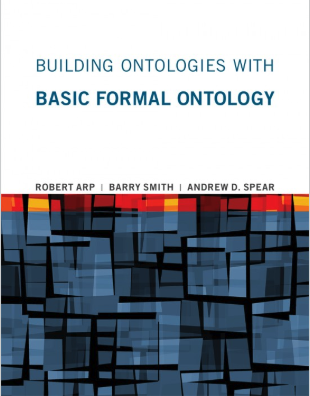 BUILDING ONTOLOGIES WITH
BASIC FORMAL ONTOLOGY
ROBERT ARP | BARRY SMITH | ANDREW D. SPEAR